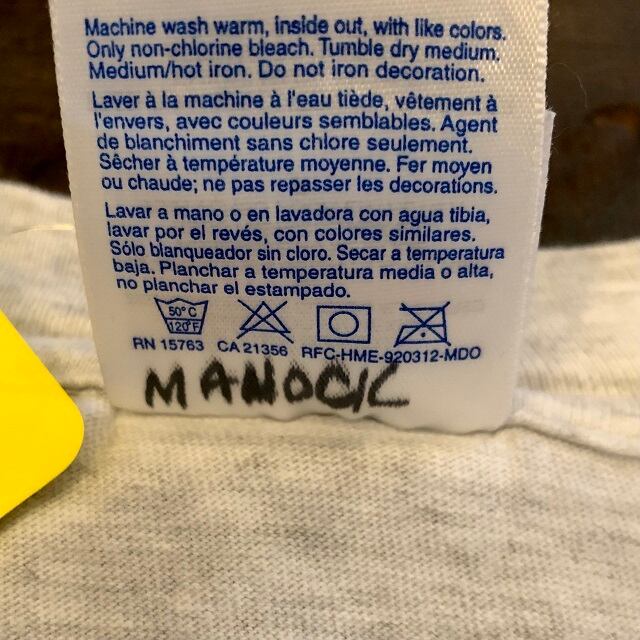 Machine wash warm, inside out, with like colors.
Only non-chlorine bleach. Tumble dry medium.
Medium/hot iron. Do not iron decoration.
Laver à la machine à l'eau tiède, vêtement à
l'envers, avec couleurs semblables. Agent
de blanchiment sans chlore seulement.
Sêcher à température moyenne. Fer moyen
ou chaude; ne pas repasser les decorations.
Lavar a mano o en lavadora con agua tibia,
lavar por el revés, con colores similares.
Sólo blanqueador sin cloro. Secar a temperatura
baja. Planchar a temperatura media o alta,
no planchar el estampado.
50°C
120°F
RN 15763 CA 21356 RFC-HME-920312-MDO
MANOCIC